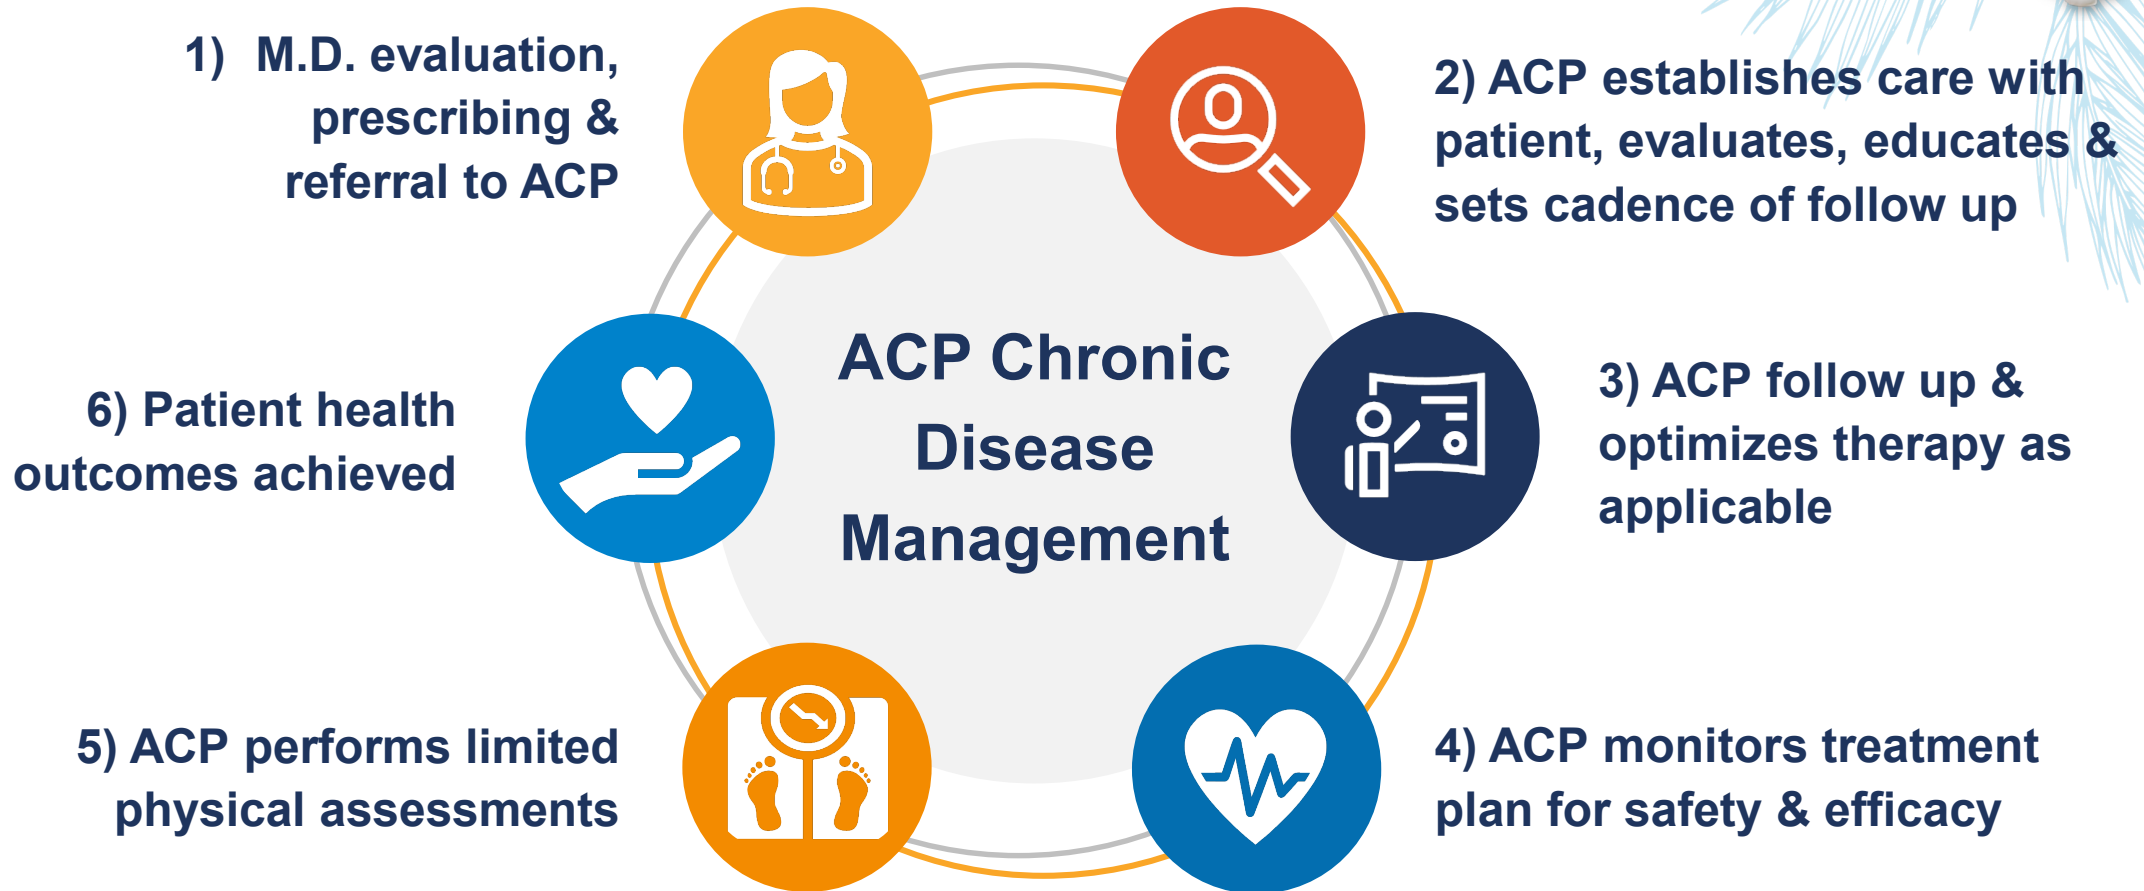 1) M.D. evaluation,
prescribing &
referral to ACP
2) ACP establishes care with
patient, evaluates, educates &
sets cadence of follow up
3) ACP follow up &
optimizes therapy as
applicable
4) ACP monitors treatment
plan for safety & efficacy
5) ACP performs limited
physical assessments
6) Patient health
outcomes achieved
ACP Chronic
Disease
Management